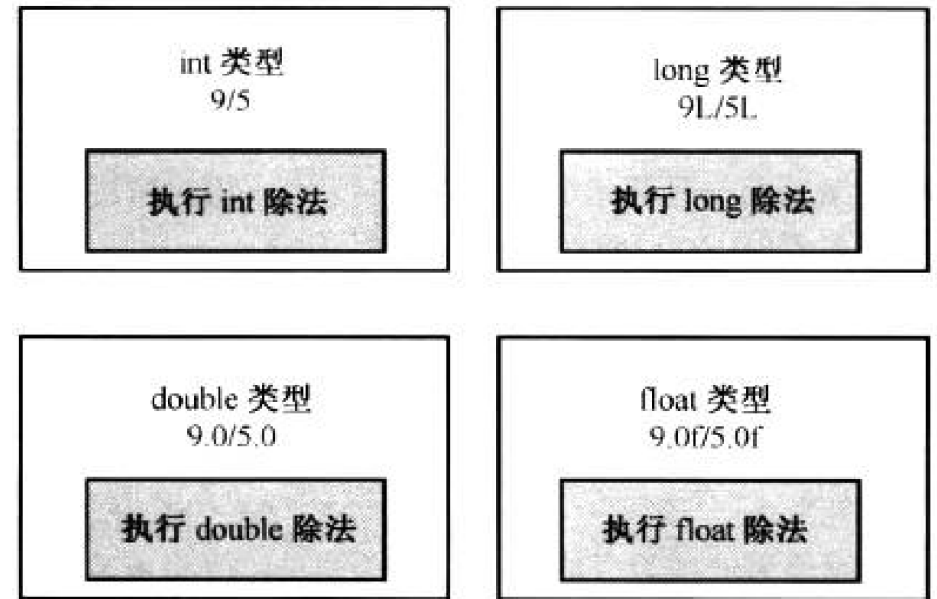 int 类型
9/5
执行 int 除法
long 类型
9L/5L
执行 long 除法
double 类型
9.0/5.0
执行 double 除法
float 类型
9.0f/5.0f
执行 float 除法